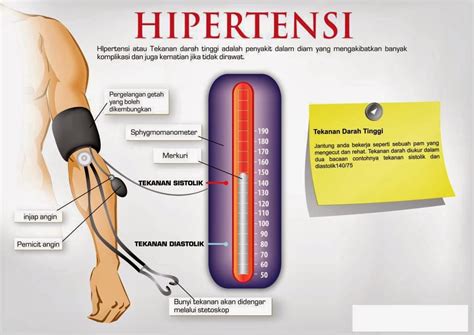 HIPERTENSI
Hipertensi atau Tekanan darah tinggi adalah penyakit dalam diam yang mengakibatkan banyak
komplikasi dan juga kematian jika tidak dirawat.
Pergelangan getah
yang boleh
dikembungkan
Sphygmomanometer
Merkuri
TEKANAN SISTOLIK
injap angin
Pemicit angin
TEKANAN DIASTOLIK
Bunyi tekanan akan didengar
melalui stetoskop
190
180
170
160
150
140
130
120
110
100
90
80
70
60
50
Tekanan Darah Tinggi
Jantung anda bekerja seperti sebuah pam yang
mengecut dan rehat. Tekanan darah diukur dalam
dua bacaan contohnya tekanan sistolik dan
diastolik140/75